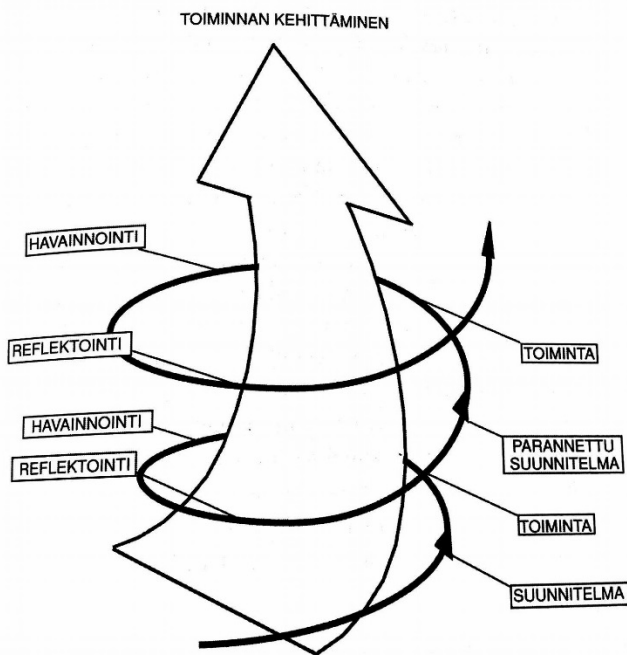 TOIMINNAN KEHITTÄMINEN
HAVAINNOINTI
REFLEKTOINTI
TOIMINTA
HAVAINNOINTI
PARANNETTU
SUUNNITELMA
REFLEKTOINTI
TOIMINTA
SUUNNITELMA